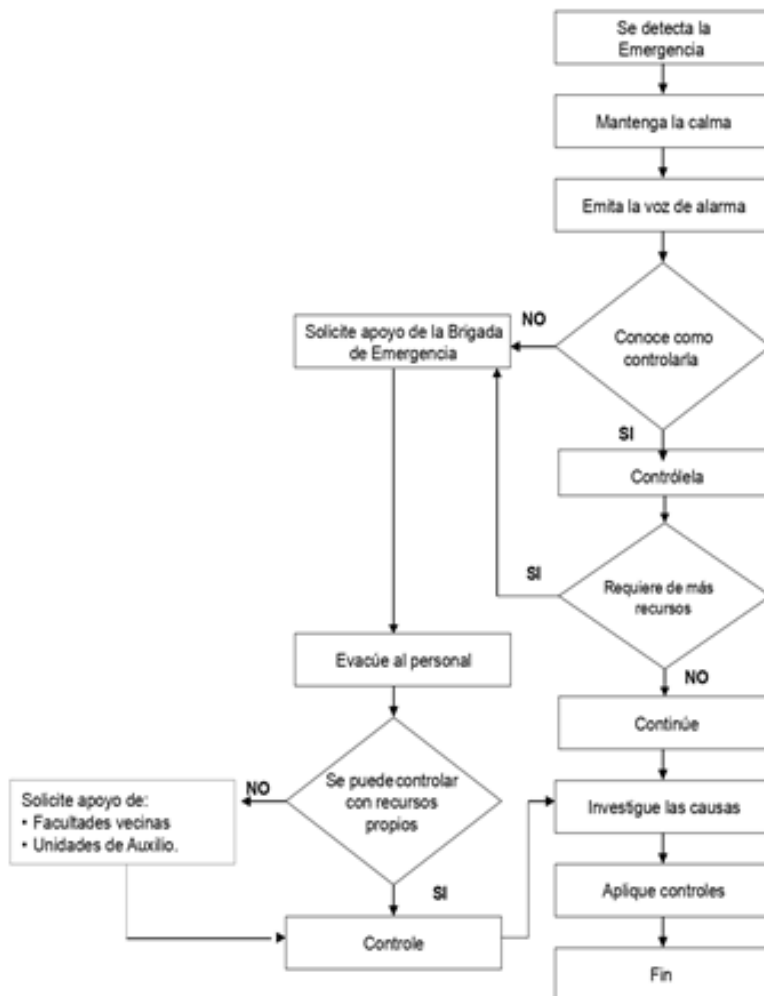 Se detecta la
Emergencia
Mantenga la calma
Emita la voz de alarma
NO
Solicite apoyo de la Brigada
de Emergencia
Conoce como
controlarla
SI
Contrólela
SI
Requiere de más
recursos
NO
Evacúe al personal
Continúe
NO
Se puede controlar
con recursos
propios
Solicite apoyo de:
• Facultades vecinas
• Unidades de Auxilio.
Investigue las causas
SI
Aplique controles
Controle
Fin